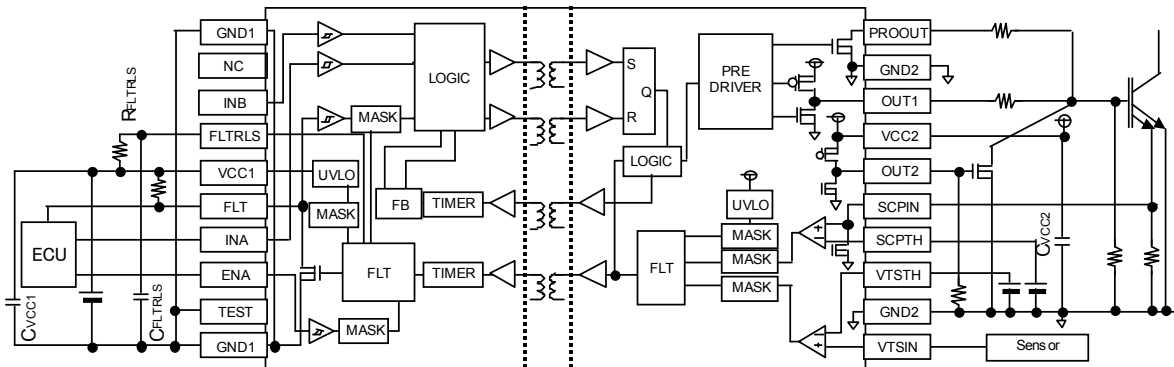 GND1
NC
INB
FLTRLS
VCC1
FLT
INA
ENA
TEST
GND1
RFLTRLS
ECU
CVCC1
CFLTRLS
LOGIC
MASK
UVLO
MASK
FB
TIMER
FLT
TIMER
MASK
S
Q
R
PRE
DRIVER
LOGIC
UVLO
MASK
MASK
MASK
FLT
+
-
+
-
PROOUT
GND2
OUT1
VCC2
OUT2
SCPIN
SCPTH
VTSTH
GND2
VTSIN
CVCC2
Sensor